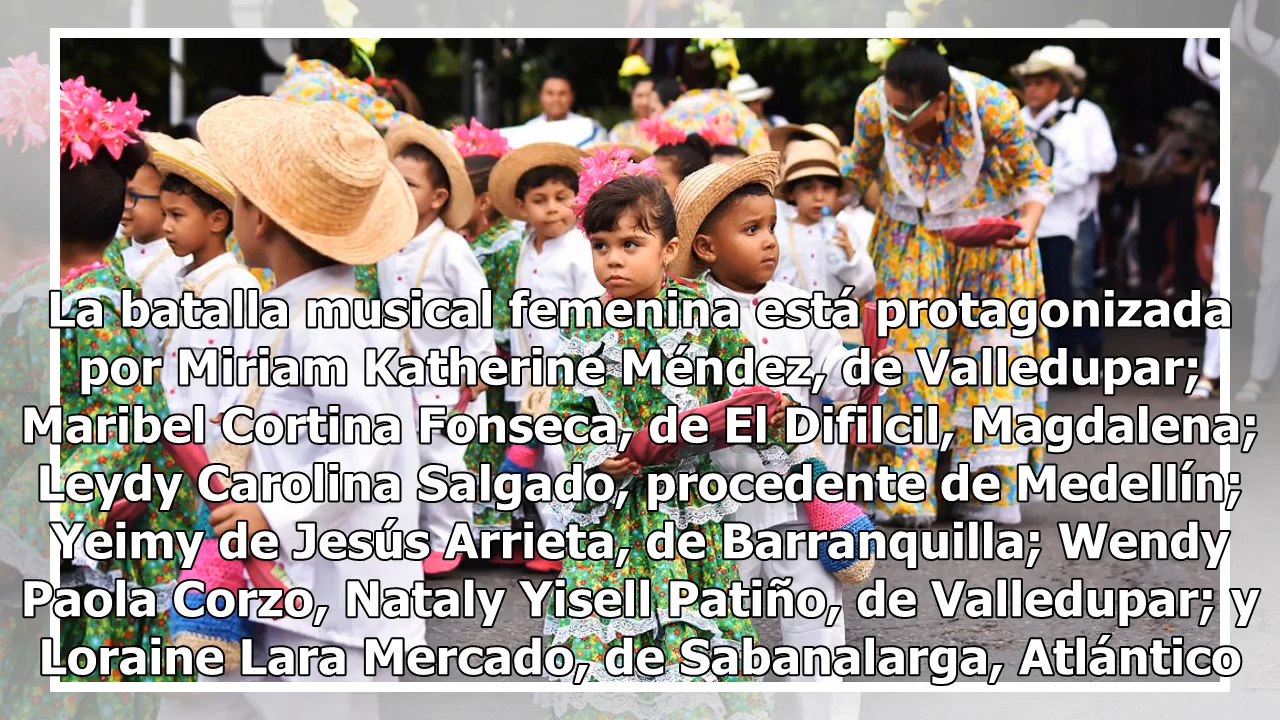 La batalla musical femenina está protagonizada
por Miriam Katherine Méndez, de Valledupar;
Maribel Cortina Fonseca, de El Difilcil, Magdalena;
Leydy Carolina Salgado, procedente de Medellín;
Yeimy de Jesús Arrieta, de Barranquilla; Wendy
Paola Corzo, Nataly Yisell Patiño, de Valledupar; y
Loraine Lara Mercado, de Sabanalarga, Atlántico